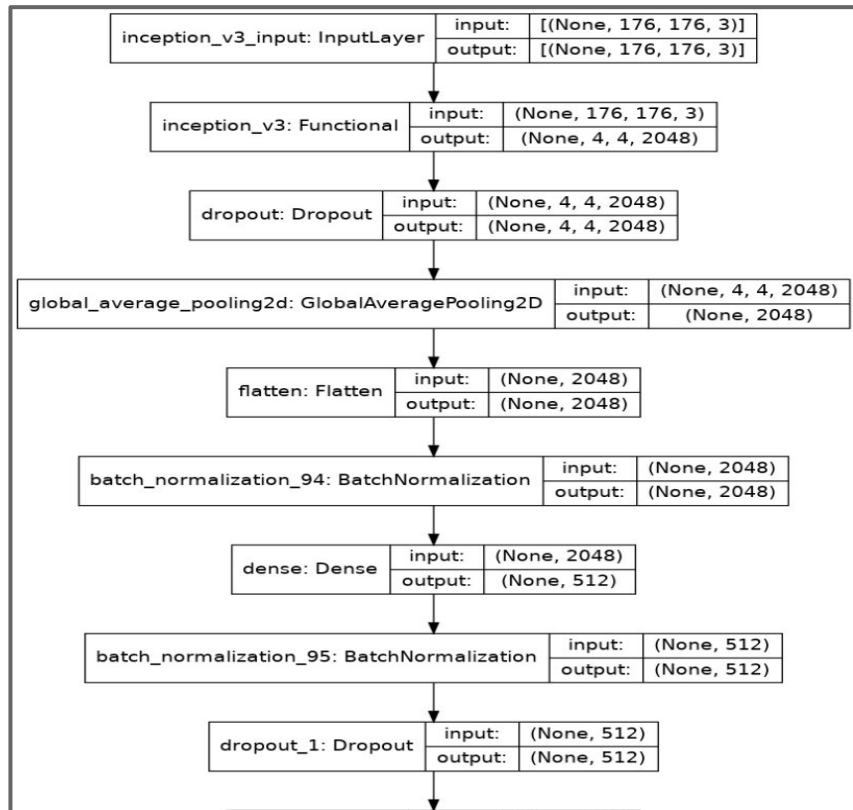 inception_v3_input: InputLayer input: [(None, 176, 176, 3)]
output: [(None, 176, 176, 3)]
inception_v3: Functional input: (None, 176, 176, 3)
output: (None, 4, 4, 2048)
dropout: Dropout input: (None, 4, 4, 2048)
output: (None, 4, 4, 2048)
global_average_pooling2d: GlobalAveragePooling2D input: (None, 4, 4, 2048)
output: (None, 2048)
flatten: Flatten input: (None, 2048)
output: (None, 2048)
batch_normalization_94: BatchNormalization input: (None, 2048)
output: (None, 2048)
dense: Dense input: (None, 2048)
output: (None, 512)
batch_normalization_95: BatchNormalization input: (None, 512)
output: (None, 512)
dropout_1: Dropout input: (None, 512)
output: (None, 512)